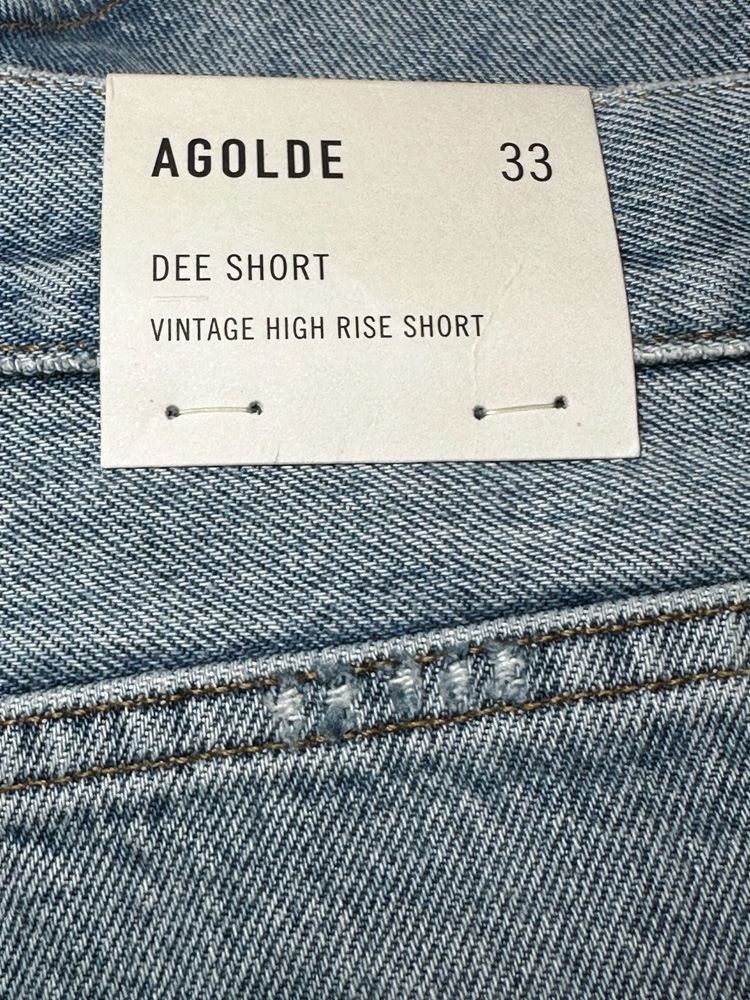 AGOLDE 33
DEE SHORT
VINTAGE HIGH RISE SHORT